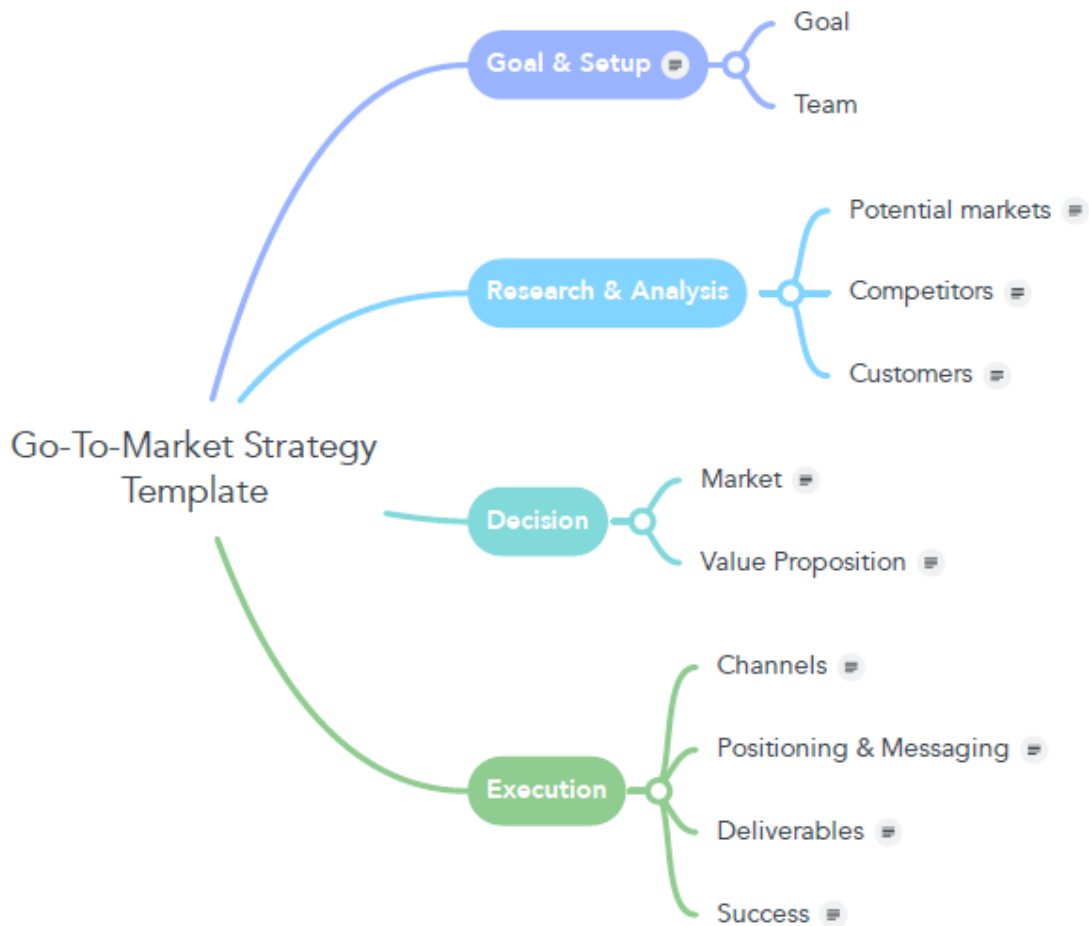 Go-To-Market Strategy
Template
Goal & Setup
Goal
Team
Research & Analysis
Potential markets
Competitors
Customers
Decision
Market
Value Proposition
Execution
Channels
Positioning & Messaging
Deliverables
Success